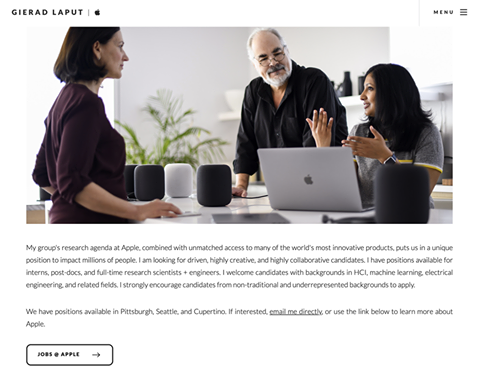 GIERAD LAPUT |
MENU
My group's research agenda at Apple, combined with unmatched access to many of the world's most innovative products, puts us in a unique
position to impact millions of people. I am looking for driven, highly creative, and highly collaborative candidates. I have positions available for
interns, post-docs, and full-time research scientists + engineers. I welcome candidates with backgrounds in HCI, machine learning, electrical
engineering, and related fields. I strongly encourage candidates from non-traditional and underrepresented backgrounds to apply.
We have positions available in Pittsburgh, Seattle, and Cupertino. If interested, email me directly, or use the link below to learn more about
Apple.
JOBS @ APPLE →